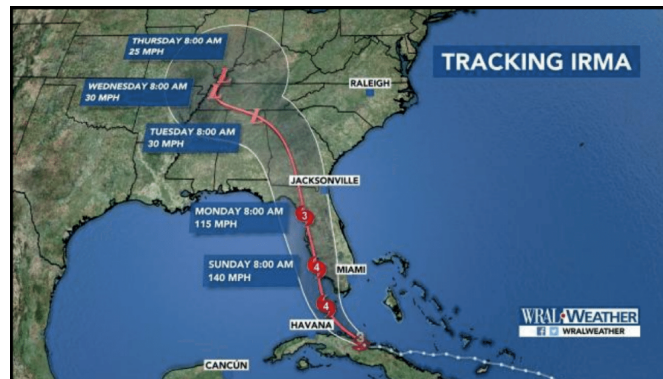 THURSDAY 8:00 AM
25 MPH
TRACKING IRMA
WEDNESDAY 8:00 AM
30 MPH
RALEIGH
L
L
TUESDAY 8:00 AM
30 MPH
L
JACKSONVILLE
MONDAY 8:00 AM
115 MPH
3
SUNDAY 8:00 AM
140 MPH
4
MIAMI
4
HAVANA
3
WRAL WEATHER
WRALWEATHER
CANCÚN